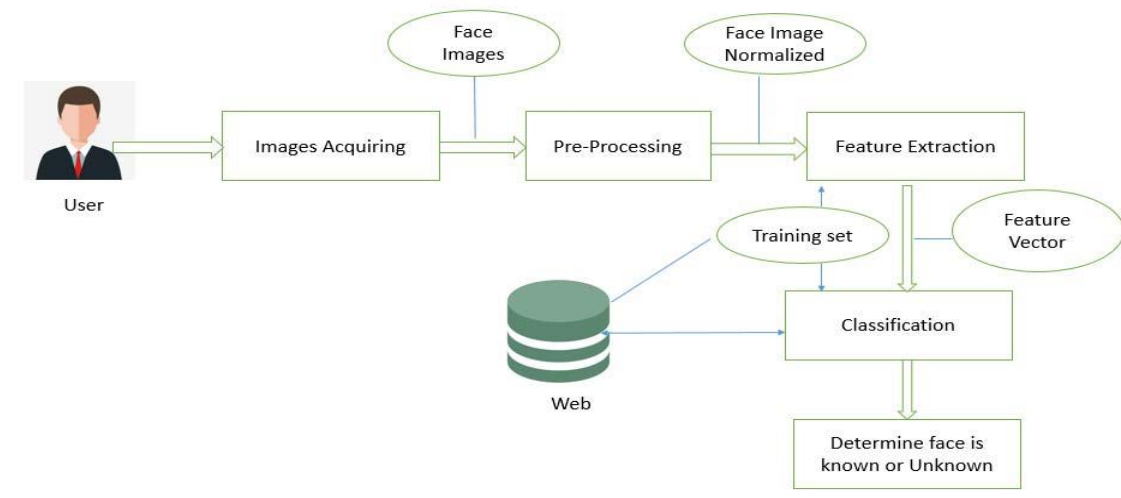 Face
Images
Face Image
Normalized
User
Images Acquiring
Pre-Processing
Feature Extraction
Training set
Feature
Vector
Web
Classification
Determine face is
known or Unknown